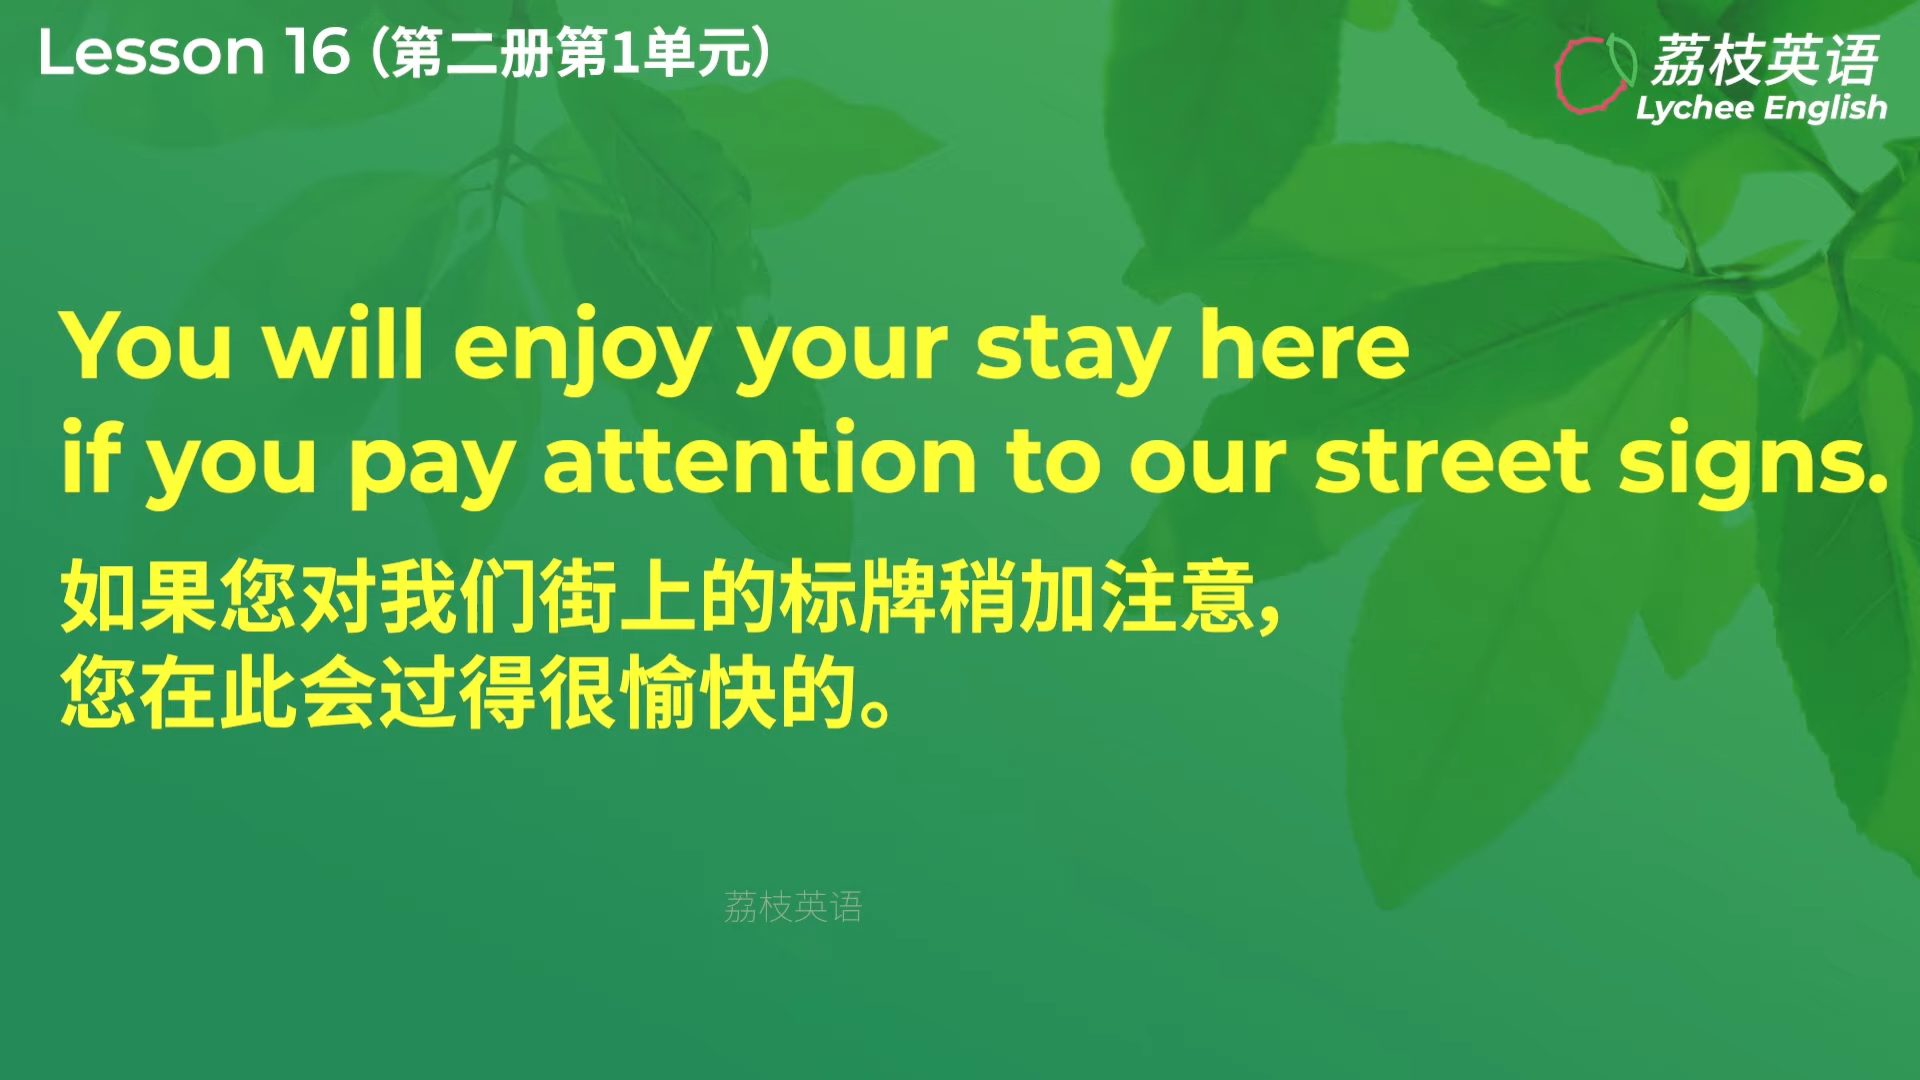 Lesson 16（第二册第1单元）
荔枝英语
Lychee English
You will enjoy your stay here
if you pay attention to our street signs.
如果您对我们街上的标牌稍加注意,
您在此会过得很愉快的。
荔枝英语